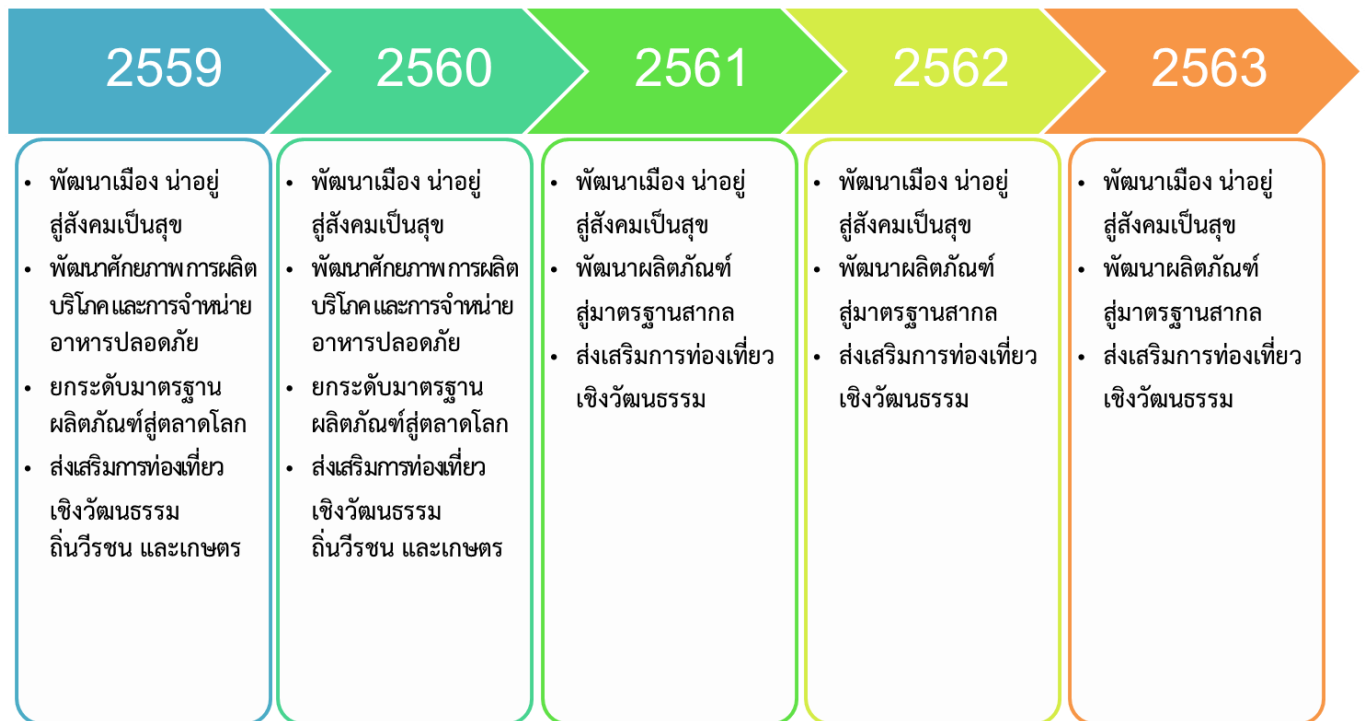 2559
2560
2561
2562
2563
• พัฒนาเมือง น่าอยู่
สู่สังคมเป็นสุข
• พัฒนาศักยภาพการผลิต
บริโภคและการจำหน่าย
อาหารปลอดภัย
• ยกระดับมาตรฐาน
ผลิตภัณฑ์สู่ตลาดโลก
• ส่งเสริมการท่องเที่ยว
เชิงวัฒนธรรม
ถิ่นวีรชน และเกษตร
• พัฒนาเมือง น่าอยู่
สู่สังคมเป็นสุข
• พัฒนาศักยภาพการผลิต
บริโภคและการจำหน่าย
อาหารปลอดภัย
• ยกระดับมาตรฐาน
ผลิตภัณฑ์สู่ตลาดโลก
• ส่งเสริมการท่องเที่ยว
เชิงวัฒนธรรม
ถิ่นวีรชน และเกษตร
• พัฒนาเมือง น่าอยู่
สู่สังคมเป็นสุข
• พัฒนาผลิตภัณฑ์
สู่มาตรฐานสากล
• ส่งเสริมการท่องเที่ยว
เชิงวัฒนธรรม
• พัฒนาเมือง น่าอยู่
สู่สังคมเป็นสุข
• พัฒนาผลิตภัณฑ์
สู่มาตรฐานสากล
• ส่งเสริมการท่องเที่ยว
เชิงวัฒนธรรม
• พัฒนาเมือง น่าอยู่
สู่สังคมเป็นสุข
• พัฒนาผลิตภัณฑ์
สู่มาตรฐานสากล
• ส่งเสริมการท่องเที่ยว
เชิงวัฒนธรรม